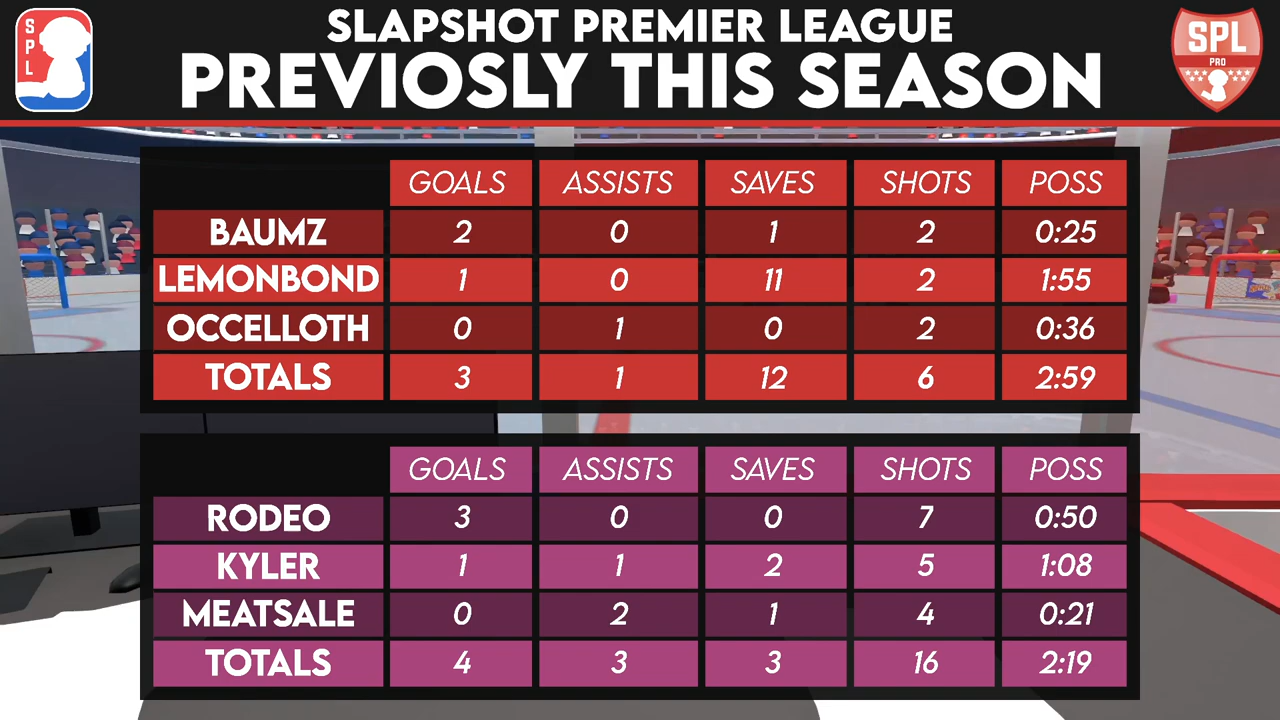 SPL
SLAPSHOT PREMIER LEAGUE
PREVIOSLY THIS SEASON
SPL
PRO
GOALS ASSISTS SAVES SHOTS POSS
BAUMZ 2 0 1 2 0:25
LEMONBOND 1 0 11 2 1:55
OCCELLOTH 0 1 0 2 0:36
TOTALS 3 1 12 6 2:59
GOALS ASSISTS SAVES SHOTS POSS
RODEO 3 0 0 7 0:50
KYLER 1 1 2 5 1:08
MEATSALE 0 2 1 4 0:21
TOTALS 4 3 3 16 2:19